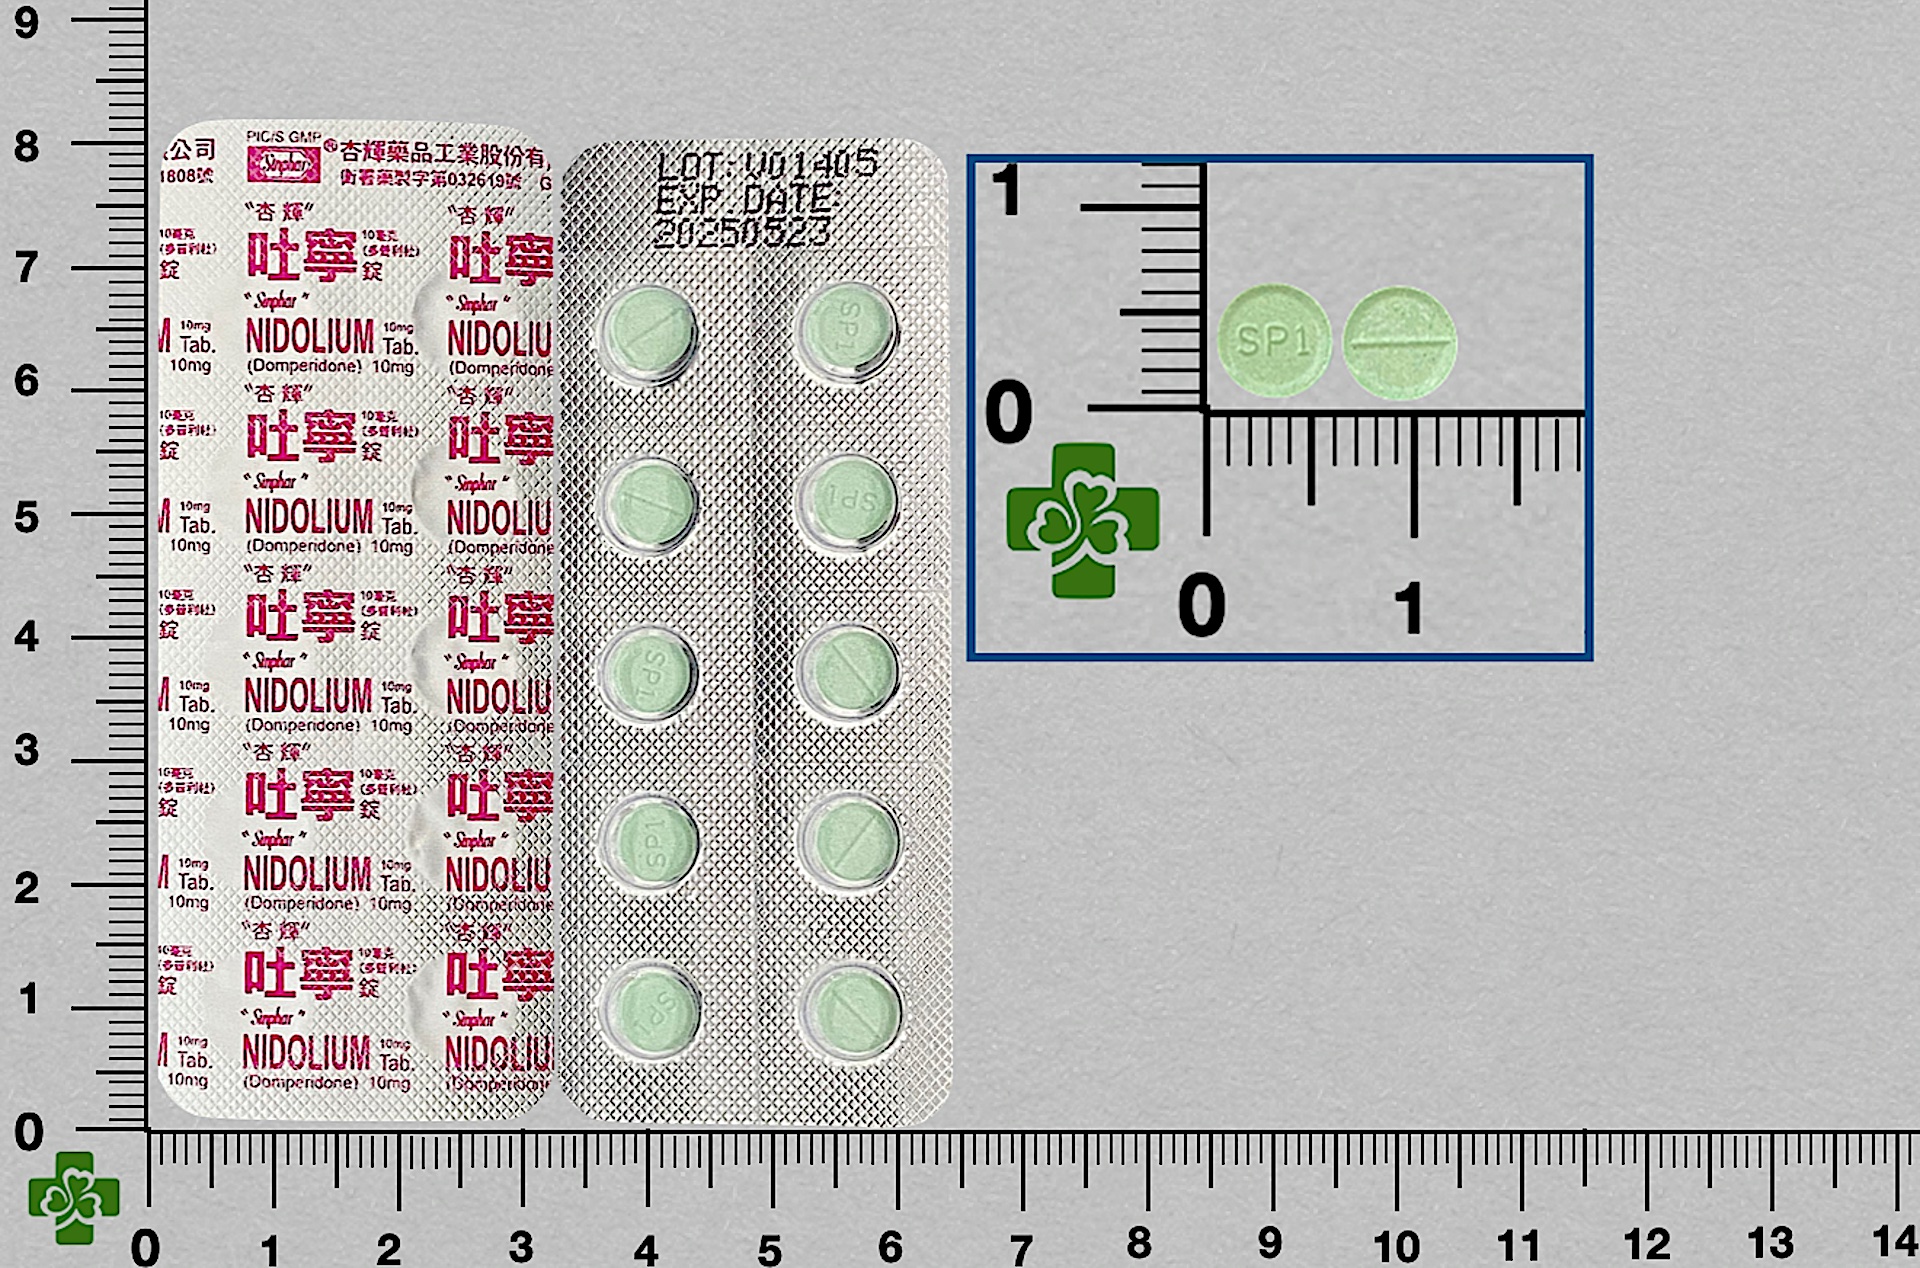 9
8
7
6
5
4
3
2
1
0
公司
1808號
PIC/S GMP
Sinphar ® 杏輝藥品工業股份有
衛署藥製字第032619號 G
"杏輝" "杏輝"
10毫克 吐寧 10毫克 吐寧
(多普利杜) (多普利杜)
錠 錠
"Sinphar" "Sinphar"
M 10mg Tab. NIDOLIUM 10mg Tab. NIDOLIU
10mg (Domperidone) 10mg (Domperidone
"杏輝" "杏輝"
10毫克 吐寧 10毫克 吐寧
(多普利杜) (多普利杜)
錠 錠
"Sinphar" "Sinphar"
M 10mg Tab. NIDOLIUM 10mg Tab. NIDOLIU
10mg (Domperidone) 10mg (Domperidone
"杏輝" "杏輝"
10毫克 吐寧 10毫克 吐寧
(多普利杜) (多普利杜)
錠 錠
"Sinphar" "Sinphar"
M 10mg Tab. NIDOLIUM 10mg Tab. NIDOLIU
10mg (Domperidone) 10mg (Domperidone
"杏輝" "杏輝"
10毫克 吐寧 10毫克 吐寧
(多普利杜) (多普利杜)
錠 錠
"Sinphar" "Sinphar"
M 10mg Tab. NIDOLIUM 10mg Tab. NIDOLIU
10mg (Domperidone) 10mg (Domperidone
"杏輝" "杏輝"
10毫克 吐寧 10毫克 吐寧
(多普利杜) (多普利杜)
錠 錠
"Sinphar" "Sinphar"
M 10mg Tab. NIDOLIUM 10mg Tab. NIDOLIU
10mg (Domperidone) 10mg (Domperidone
LOT:V01405
EXP.DATE:
20250523
SP1
SP1
SP1
SP1
SP1
1
SP1
0
0 1
0 1 2 3 4 5 6 7 8 9 10 11 12 13 14